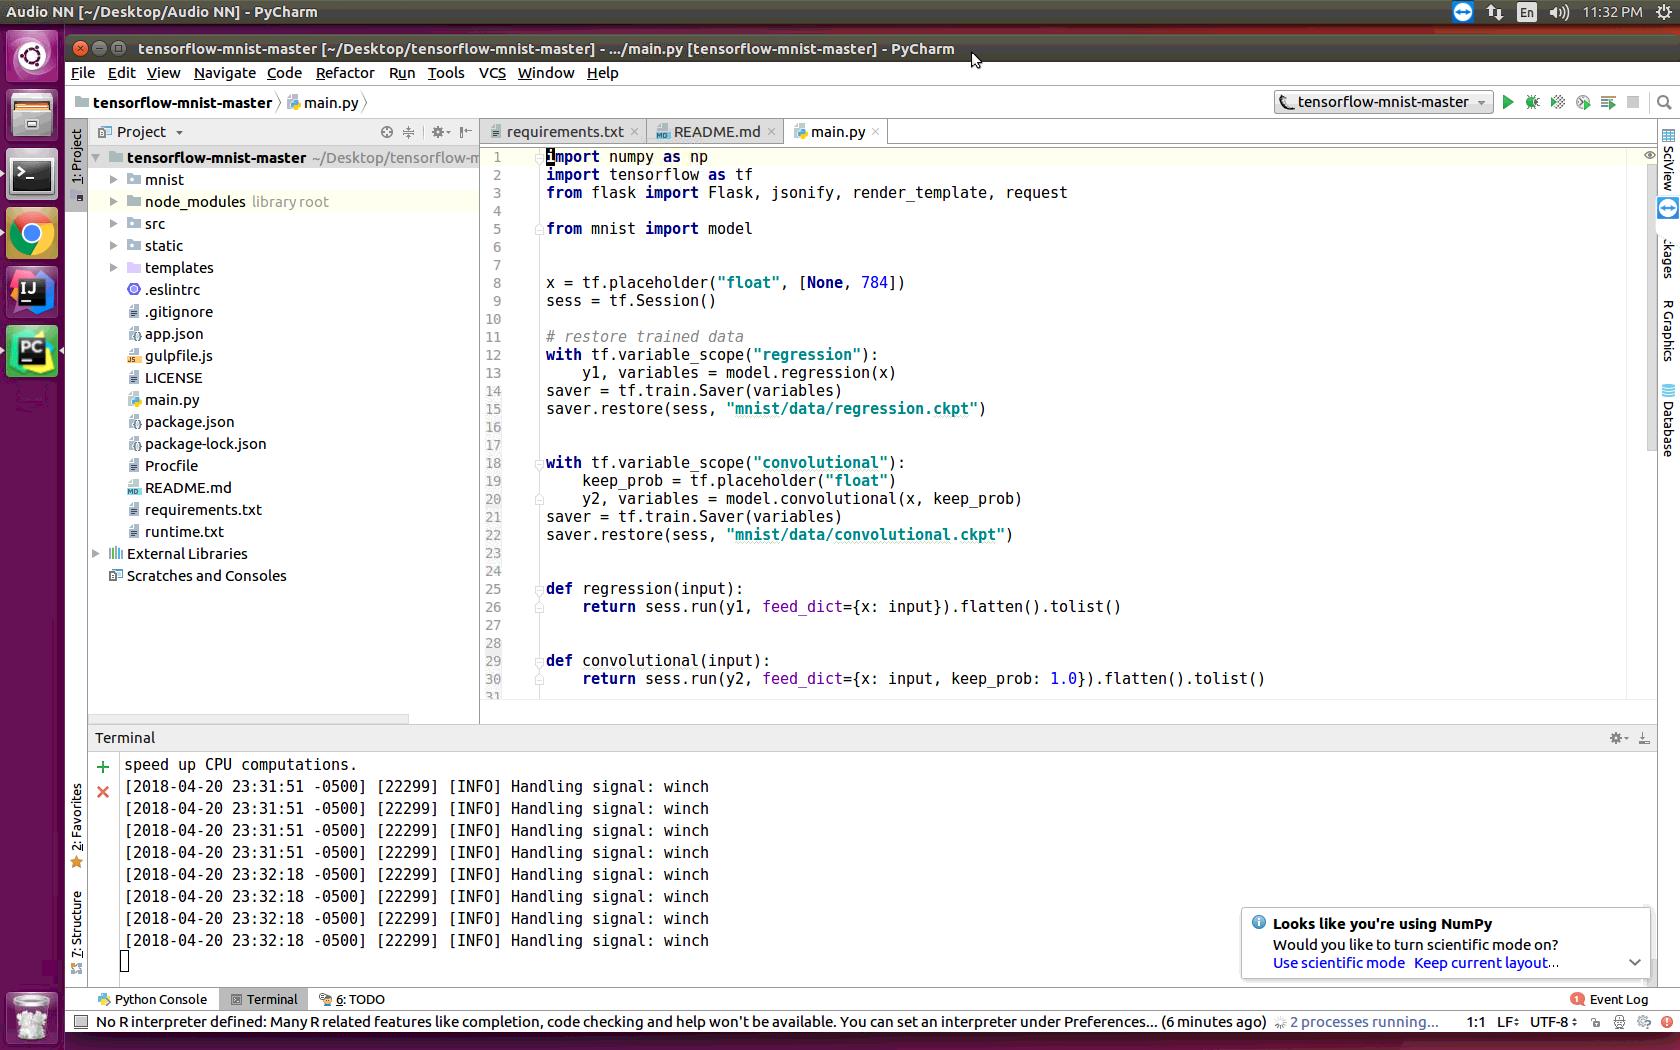 Audio NN [~/Desktop/Audio NN] - PyCharm
En
11:32 PM
tensorflow-mnist-master [~/Desktop/tensorflow-mnist-master] - .../main.py [tensorflow-mnist-master] - PyCharm
File Edit View Navigate Code Refactor Run Tools VCS Window Help
tensorflow-mnist-master main.py
tensorflow-mnist-master
1: Project
Project
requirements.txt
README.md
main.py
tensorflow-mnist-master ~/Desktop/tensorflow-m
mnist
node_modules library root
src
static
templates
.eslintrc
.gitignore
app.json
gulpfile.js
LICENSE
main.py
package.json
package-lock.json
Procfile
README.md
requirements.txt
runtime.txt
External Libraries
Scratches and Consoles
1 import numpy as np
2 import tensorflow as tf
3 from flask import Flask, jsonify, render_template, request
4
5 from mnist import model
6
7
8 x = tf.placeholder("float", [None, 784])
9 sess = tf.Session()
10
11 # restore trained data
12 with tf.variable_scope("regression"):
13     y1, variables = model.regression(x)
14 saver = tf.train.Saver(variables)
15 saver.restore(sess, "mnist/data/regression.ckpt")
16
17
18 with tf.variable_scope("convolutional"):
19     keep_prob = tf.placeholder("float")
20     y2, variables = model.convolutional(x, keep_prob)
21 saver = tf.train.Saver(variables)
22 saver.restore(sess, "mnist/data/convolutional.ckpt")
23
24
25 def regression(input):
26     return sess.run(y1, feed_dict={x: input}).flatten().tolist()
27
28
29 def convolutional(input):
30     return sess.run(y2, feed_dict={x: input, keep_prob: 1.0}).flatten().tolist()
31
SciView
ckages
R Graphics
Database
Terminal
speed up CPU computations.
[2018-04-20 23:31:51 -0500] [22299] [INFO] Handling signal: winch
[2018-04-20 23:31:51 -0500] [22299] [INFO] Handling signal: winch
[2018-04-20 23:31:51 -0500] [22299] [INFO] Handling signal: winch
[2018-04-20 23:31:51 -0500] [22299] [INFO] Handling signal: winch
[2018-04-20 23:32:18 -0500] [22299] [INFO] Handling signal: winch
[2018-04-20 23:32:18 -0500] [22299] [INFO] Handling signal: winch
[2018-04-20 23:32:18 -0500] [22299] [INFO] Handling signal: winch
[2018-04-20 23:32:18 -0500] [22299] [INFO] Handling signal: winch
2: Favorites
7: Structure
Looks like you're using NumPy
Would you like to turn scientific mode on?
Use scientific mode Keep current layout...
Python Console
Terminal
6: TODO
1 Event Log
No R interpreter defined: Many R related features like completion, code checking and help won't be available. You can set an interpreter under Preferences... (6 minutes ago)
2 processes running...
1:1 LF UTF-8
IJ
PC